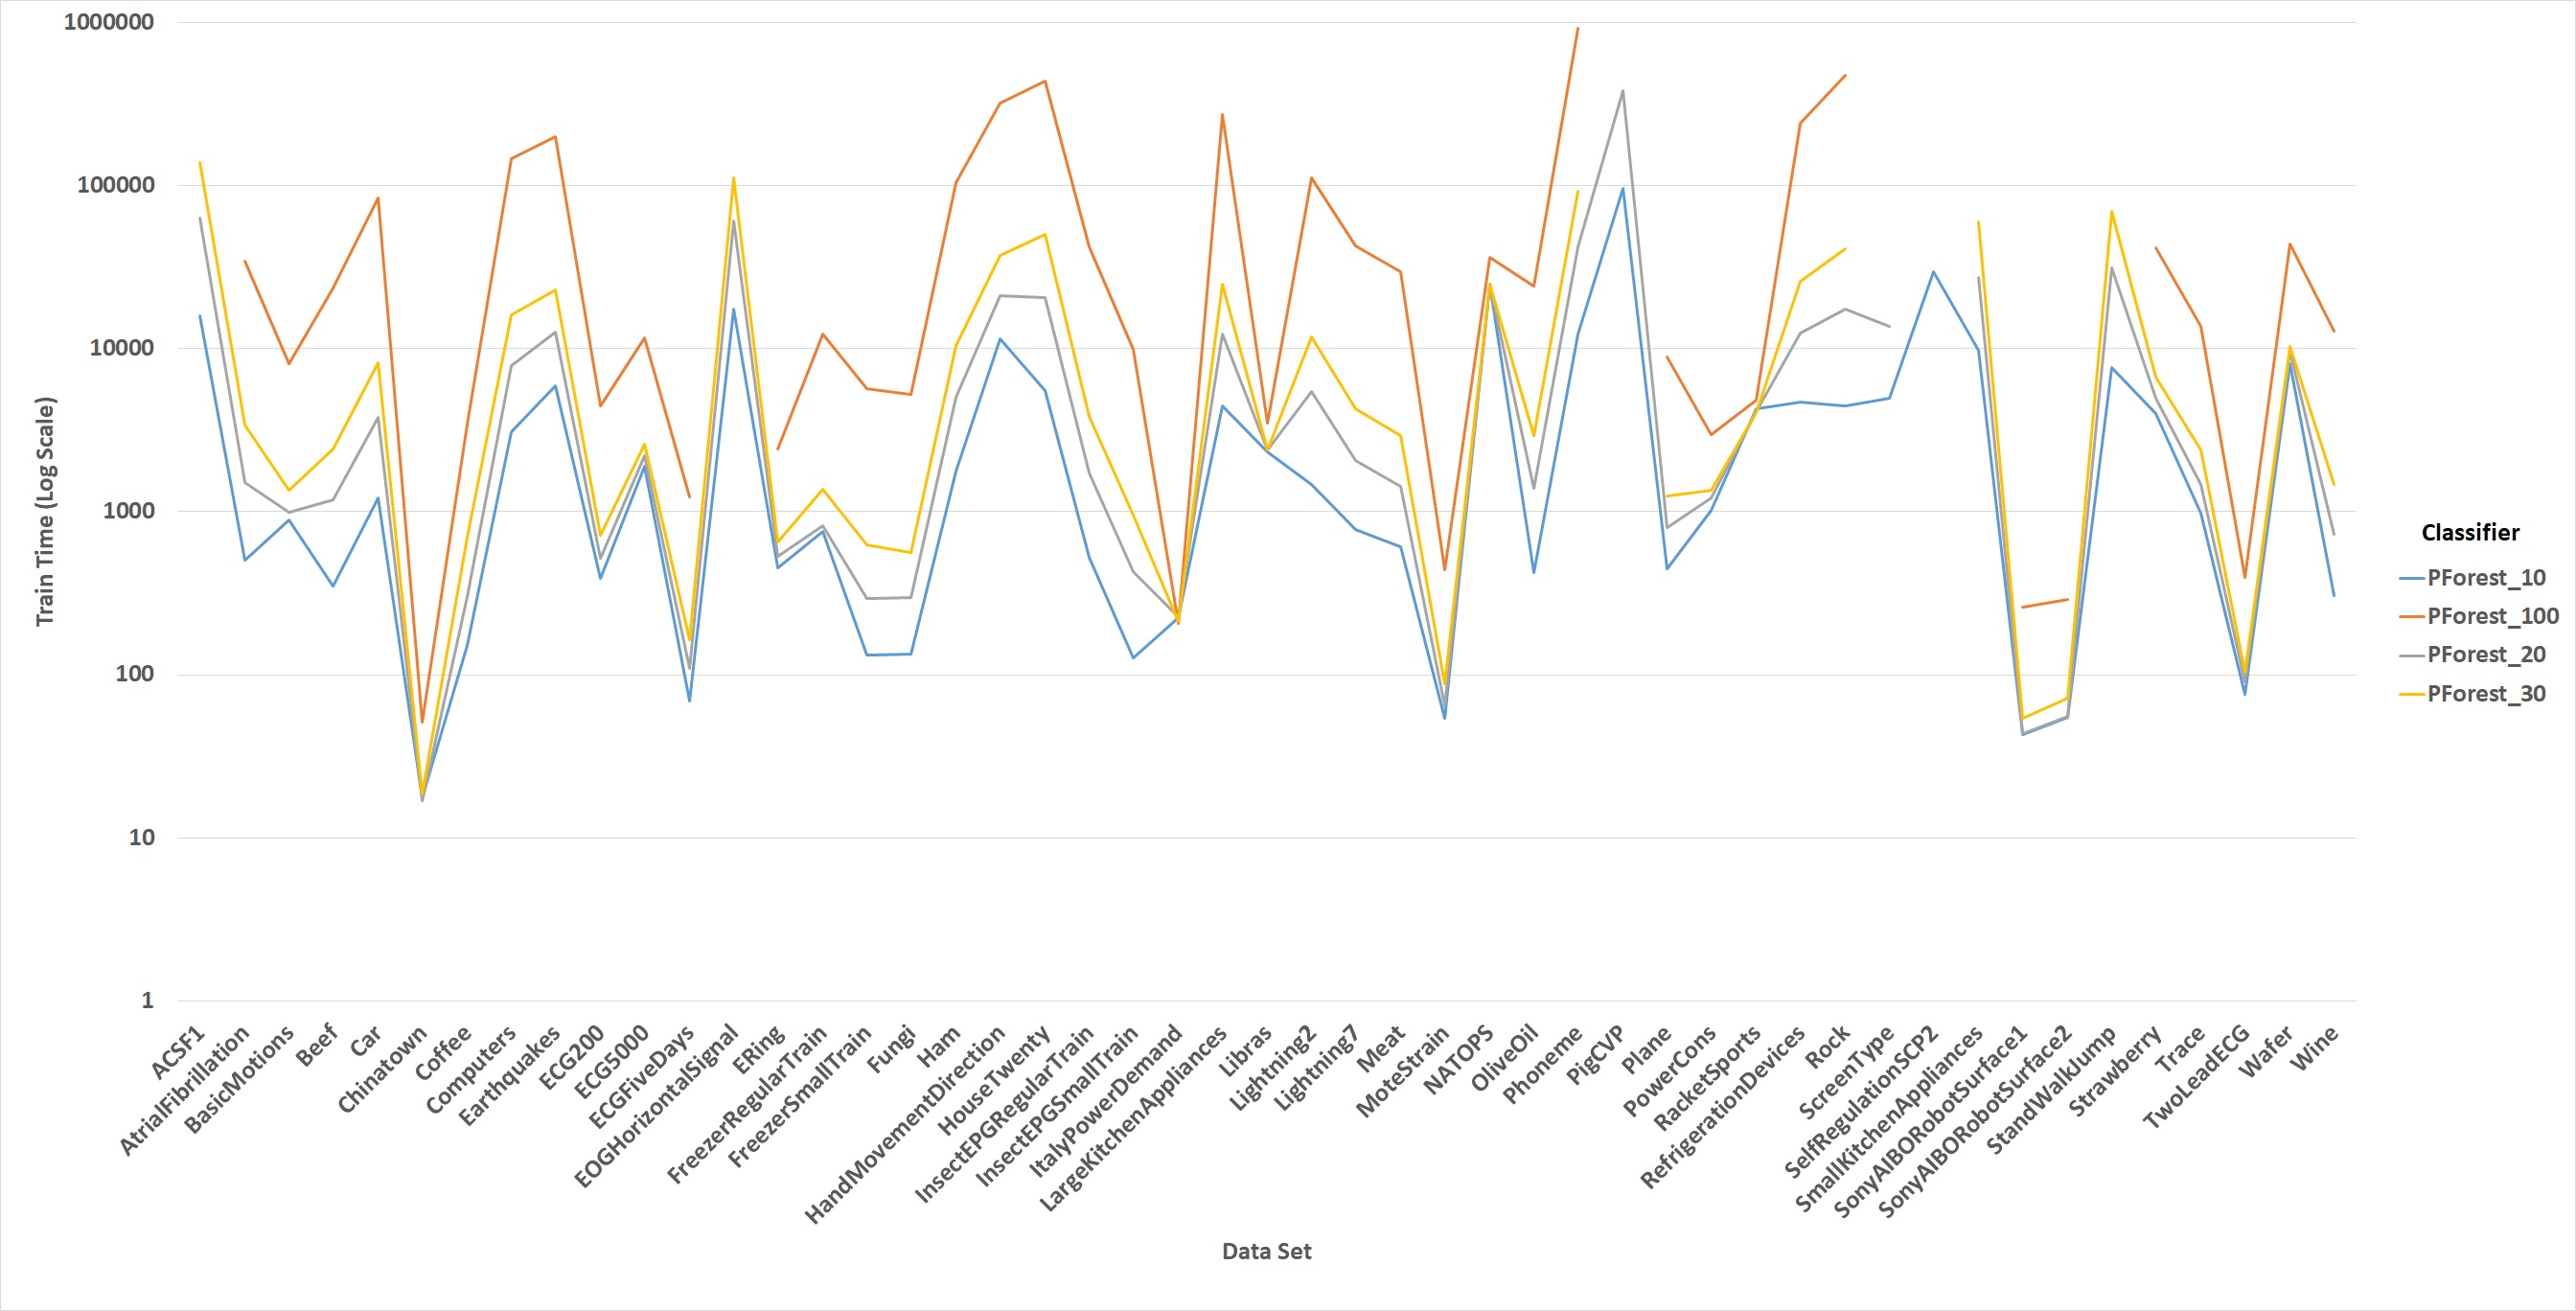 1000000
100000
10000
1000
100
10
1
Train Time (Log Scale)
ACSF1
AtrialFibrillation
BasicMotions
Beef
Car
Chinatown
Coffee
Computers
Earthquakes
ECG200
ECG5000
ECGFiveDays
EOGHorizontalSignal
ERing
FreezerRegularTrain
FreezerSmallTrain
Fungi
Ham
HandMovementDirection
HouseTwenty
InsectEPGRegularTrain
InsectEPGSmallTrain
ItalyPowerDemand
LargeKitchenAppliances
Libras
Lightning2
Lightning7
Meat
MoteStrain
NATOPS
OliveOil
Phoneme
PigCVP
Plane
PowerCons
RacketSports
RefrigerationDevices
Rock
ScreenType
SelfRegulationSCP2
SmallKitchenAppliances
SonyAIBORobotSurface1
SonyAIBORobotSurface2
StandWalkJump
Strawberry
Trace
TwoLeadECG
Wafer
Wine
Data Set
Classifier
PForest_10
PForest_100
PForest_20
PForest_30